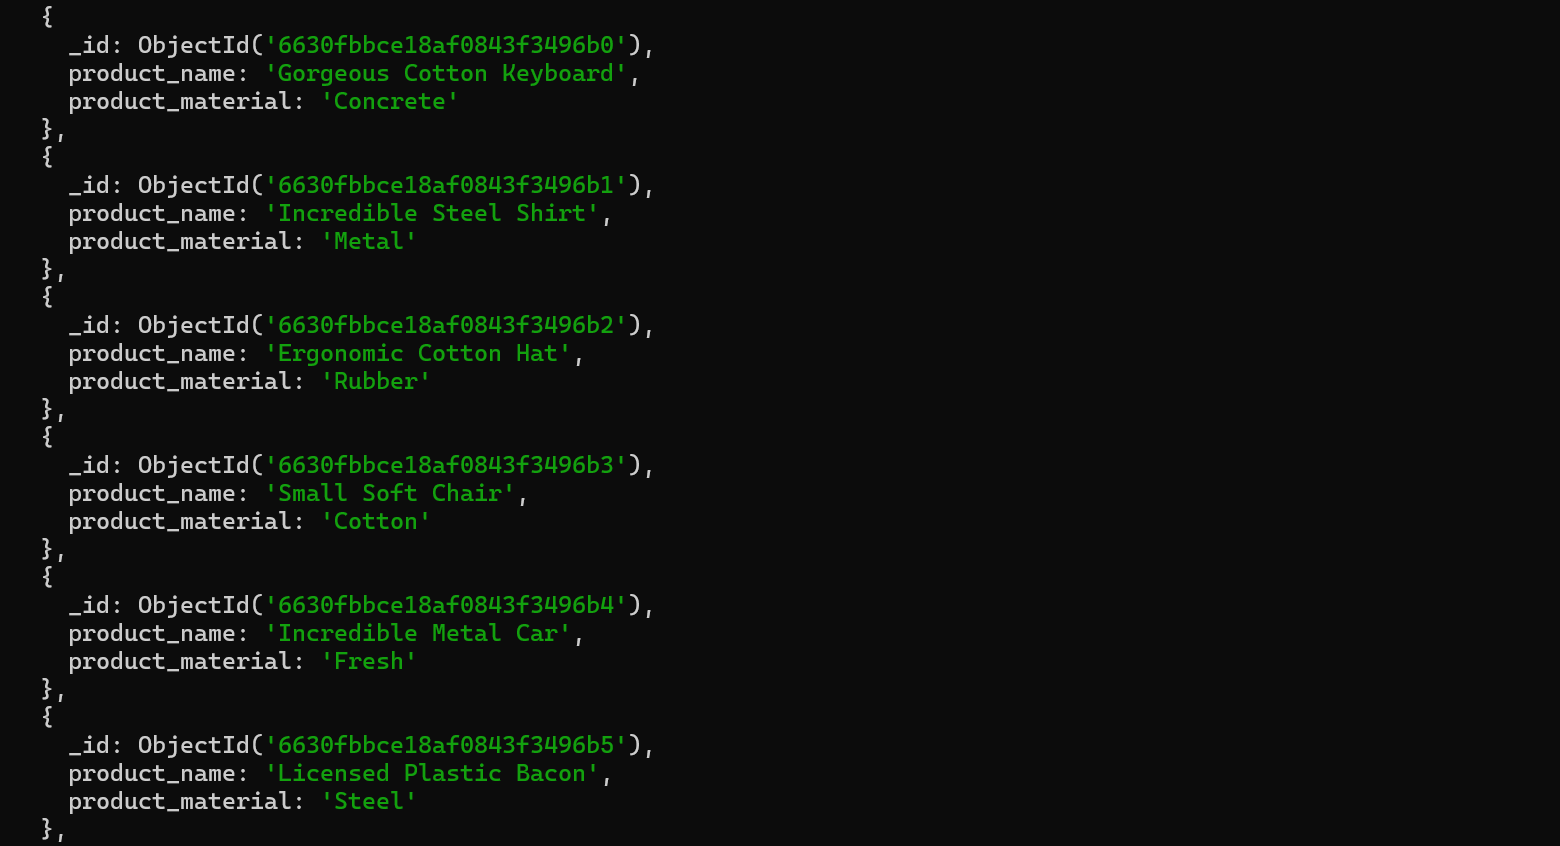 {
_id: ObjectId('6630fbbce18af0843f3496b0'),
product_name: 'Gorgeous Cotton Keyboard',
product_material: 'Concrete'
},
{
_id: ObjectId('6630fbbce18af0843f3496b1'),
product_name: 'Incredible Steel Shirt',
product_material: 'Metal'
},
{
_id: ObjectId('6630fbbce18af0843f3496b2'),
product_name: 'Ergonomic Cotton Hat',
product_material: 'Rubber'
},
{
_id: ObjectId('6630fbbce18af0843f3496b3'),
product_name: 'Small Soft Chair',
product_material: 'Cotton'
},
{
_id: ObjectId('6630fbbce18af0843f3496b4'),
product_name: 'Incredible Metal Car',
product_material: 'Fresh'
},
{
_id: ObjectId('6630fbbce18af0843f3496b5'),
product_name: 'Licensed Plastic Bacon',
product_material: 'Steel'
},